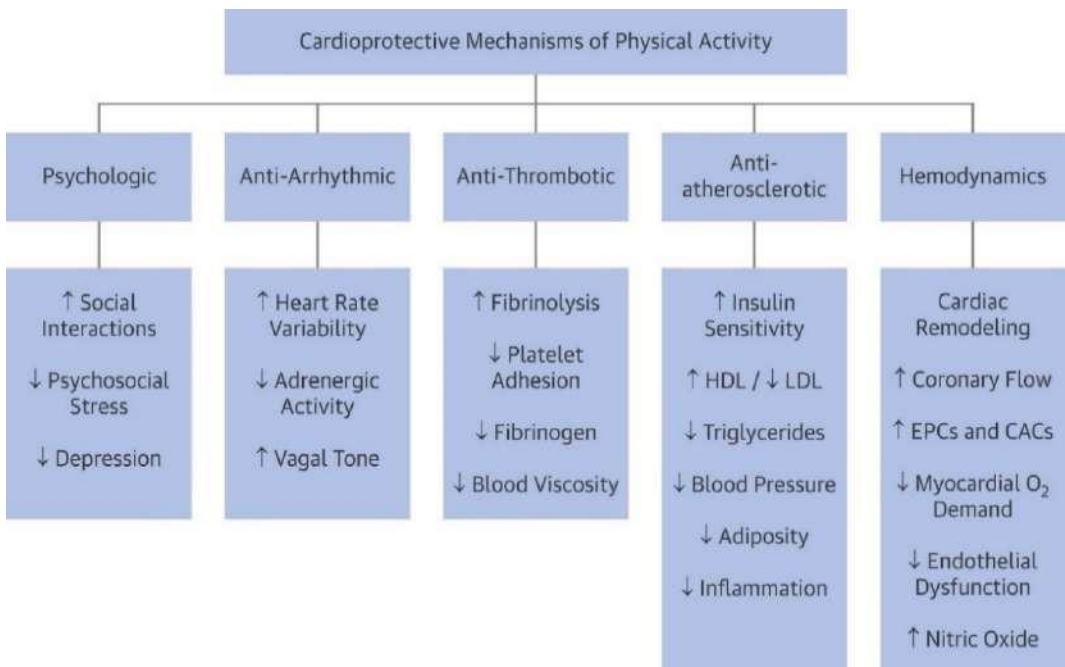 Cardioprotective Mechanisms of Physical Activity
Psychologic
Anti-Arrhythmic
Anti-Thrombotic
Anti-
atherosclerotic
Hemodynamics
↑ Social
Interactions
↓ Psychosocial
Stress
↓ Depression
↑ Heart Rate
Variability
↓ Adrenergic
Activity
↑ Vagal Tone
↑ Fibrinolysis
↓ Platelet
Adhesion
↓ Fibrinogen
↓ Blood Viscosity
↑ Insulin
Sensitivity
↑ HDL / ↓ LDL
↓ Triglycerides
↓ Blood Pressure
↓ Adiposity
↓ Inflammation
Cardiac
Remodeling
↑ Coronary Flow
↑ EPCs and CACs
↓ Myocardial O₂
Demand
↓ Endothelial
Dysfunction
↑ Nitric Oxide